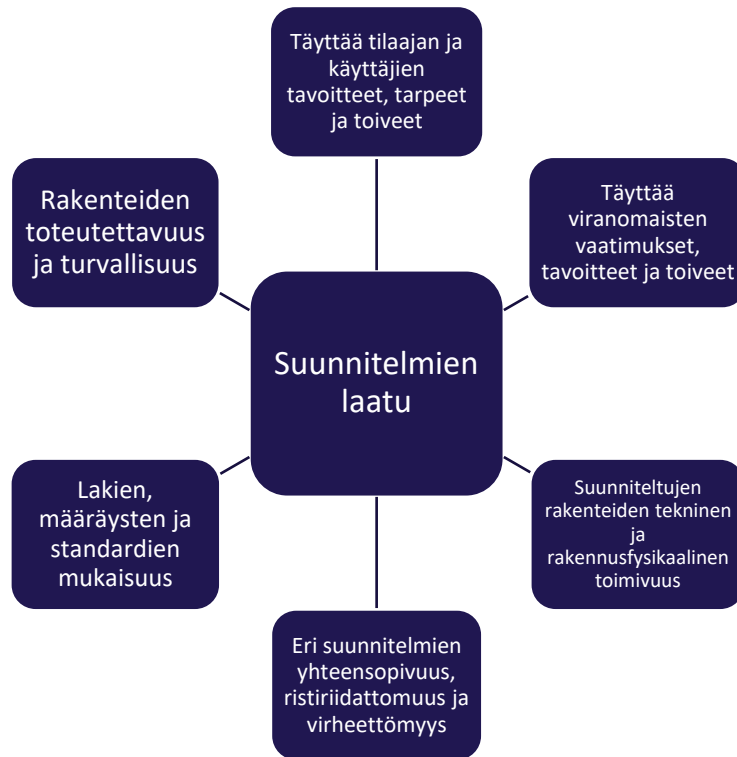 Täyttää tilaajan ja
käyttäjien
tavoitteet, tarpeet
ja toiveet
Rakenteiden
toteutettavuus
ja turvallisuus
Täyttää
viranomaisten
vaatimukset,
tavoitteet ja toiveet
Suunnitelmien
laatu
Lakien,
määräysten ja
standardien
mukaisuus
Suunniteltujen
rakenteiden tekninen
ja
rakennusfysikaalinen
toimivuus
Eri suunnitelmien
yhteensopivuus,
ristiriidattomuus ja
virheettömyys